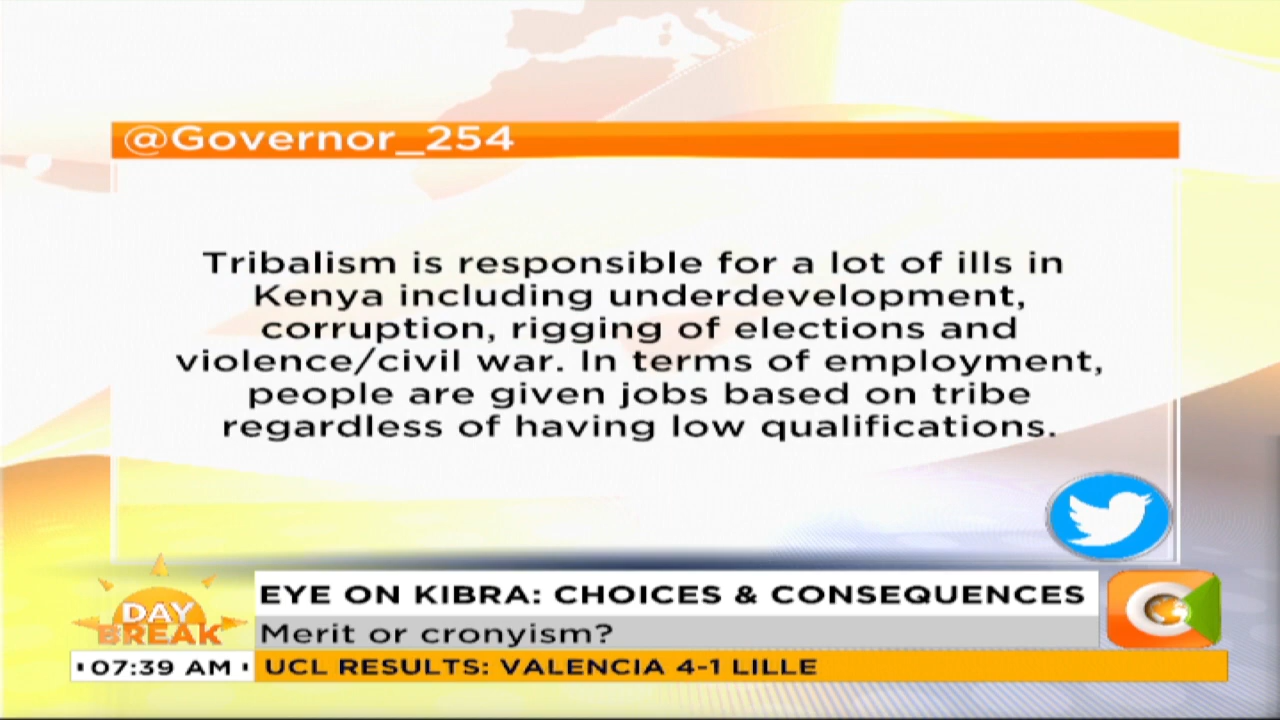 @Governor_254
Tribalism is responsible for a lot of ills in
Kenya including underdevelopment,
corruption, rigging of elections and
violence/civil war. In terms of employment,
people are given jobs based on tribe
regardless of having low qualifications.
DAY
BREAK
EYE ON KIBRA: CHOICES & CONSEQUENCES
Merit or cronyism?
07:39 AM
UCL RESULTS: VALENCIA 4-1 LILLE